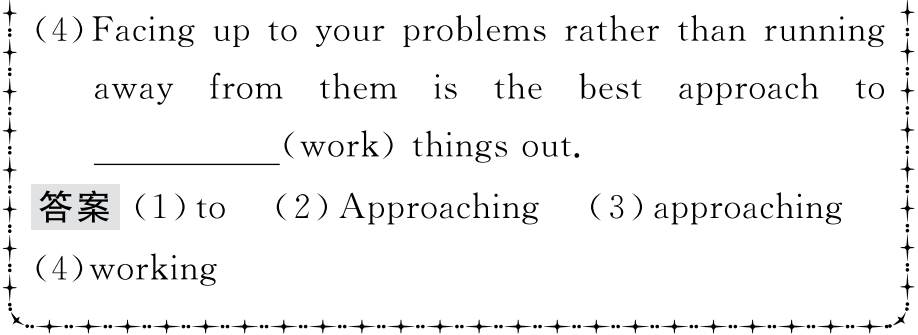 (4)Facing up to your problems rather than running
away from them is the best approach to
__________(work) things out.
答案 (1)to (2)Approaching (3)approaching
(4)working